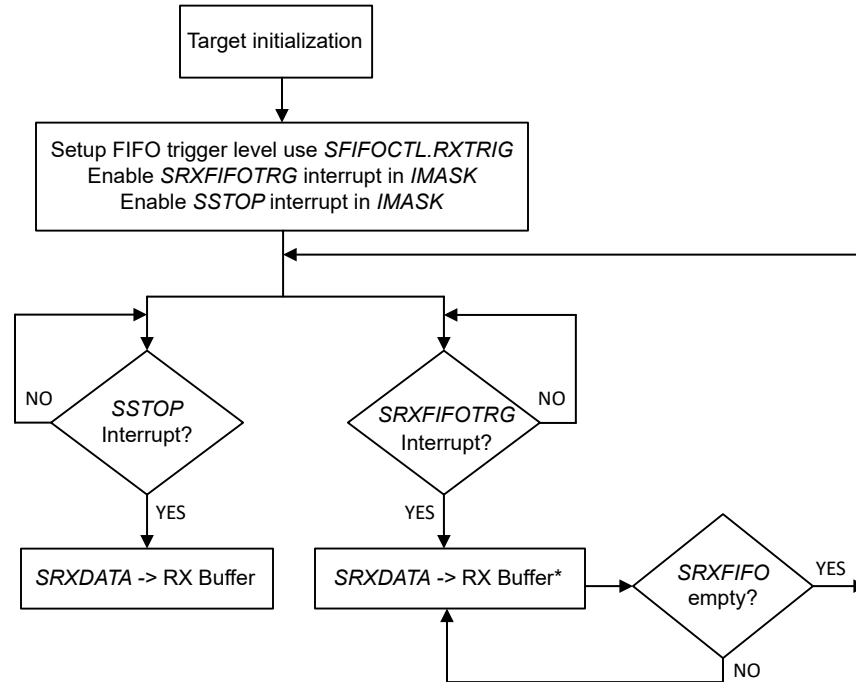 Target initialization
Setup FIFO trigger level use SFIFOCTL.RXTRIG
Enable SRXFIFOTRG interrupt in IMASK
Enable SSTOP interrupt in IMASK
NO
SSTOP
Interrupt?
YES
SRXDATA -> RX Buffer
NO
SRXFIFOTRG
Interrupt?
YES
SRXDATA -> RX Buffer*
SRXFIFO
empty?
YES
NO